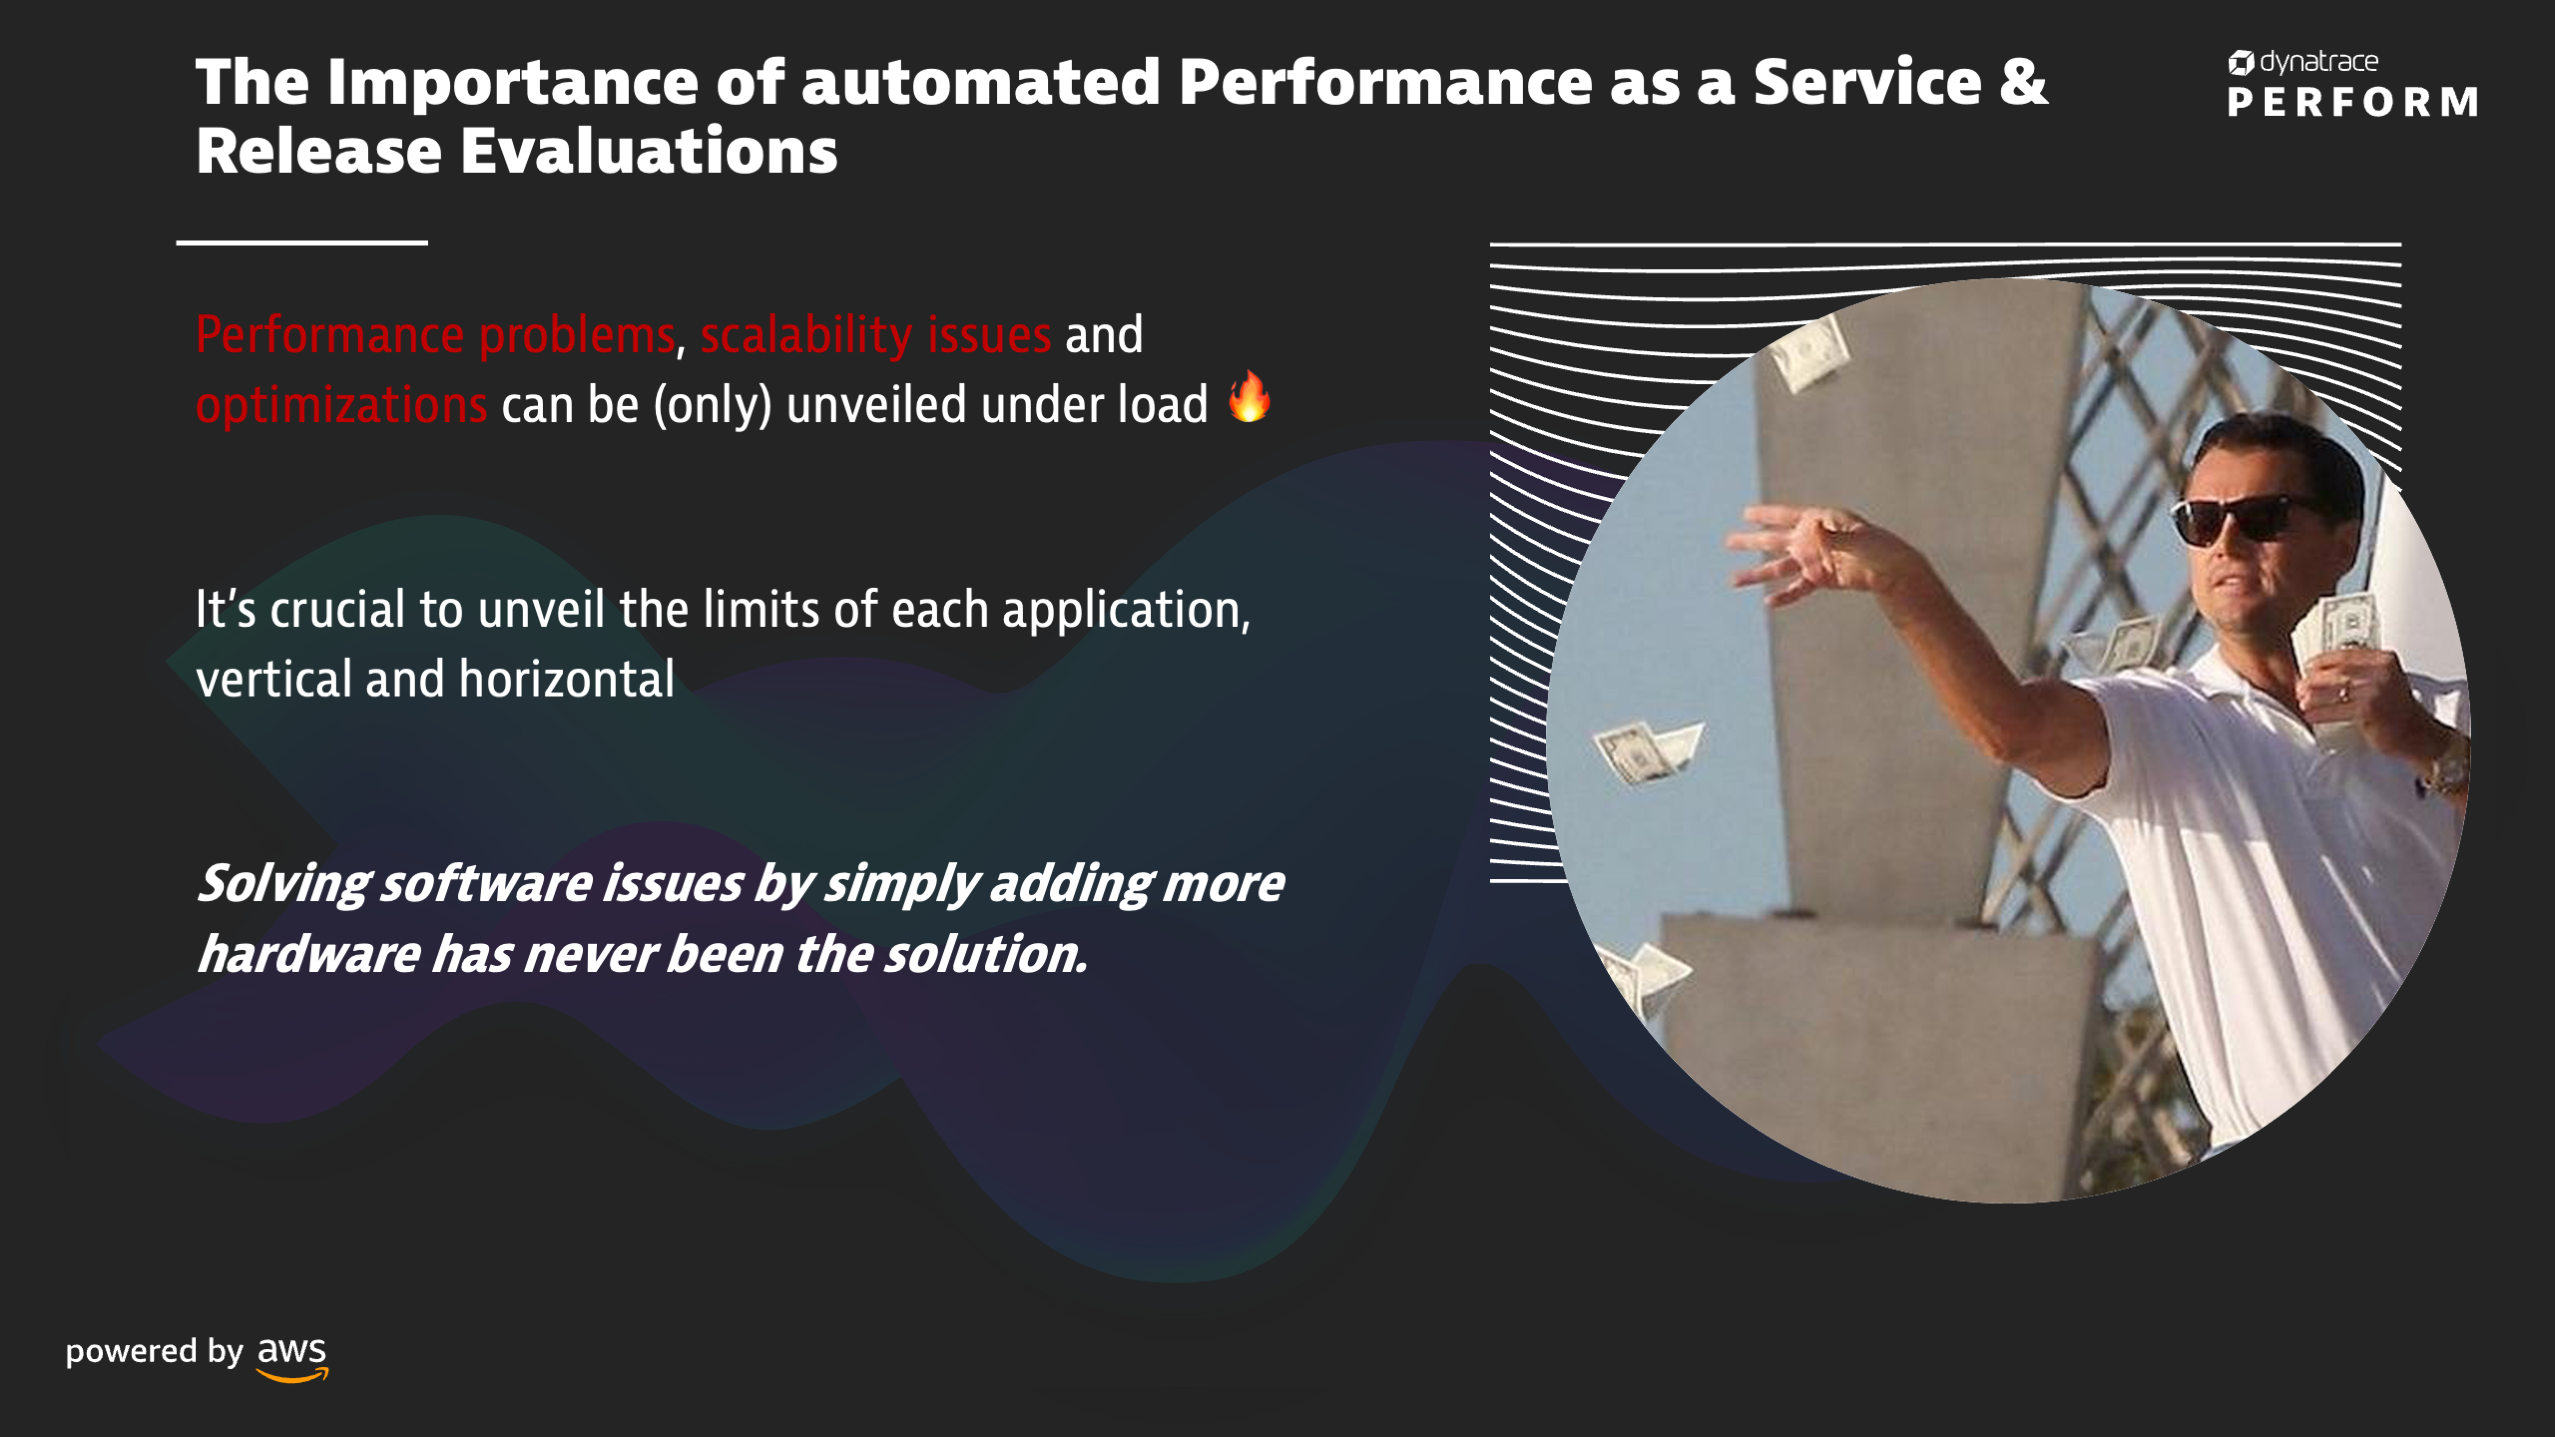 The Importance of automated Performance as a Service &
Release Evaluations
dynatrace
PERFORM
Performance problems, scalability issues and
optimizations can be (only) unveiled under load 🔥
It’s crucial to unveil the limits of each application,
vertical and horizontal
Solving software issues by simply adding more
hardware has never been the solution.
powered by aws